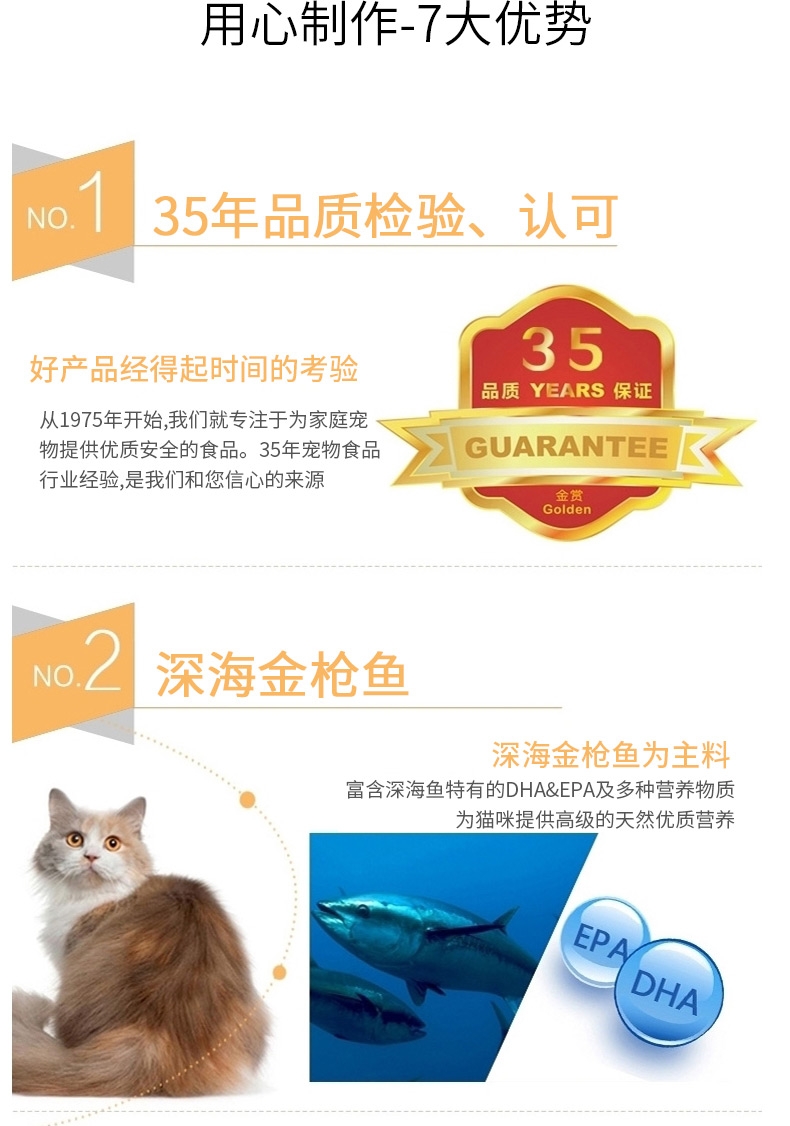 用心制作-7大优势
NO.1
35年品质检验、认可
好产品经得起时间的考验
从1975年开始,我们就专注于为家庭宠
物提供优质安全的食品。35年宠物食品
行业经验,是我们和您信心的来源
35
品质 YEARS 保证
GUARANTEE
金赏
Golden
NO.2
深海金枪鱼
深海金枪鱼为主料
富含深海鱼特有的DHA&EPA及多种营养物质
为猫咪提供高级的天然优质营养
EPA
DHA